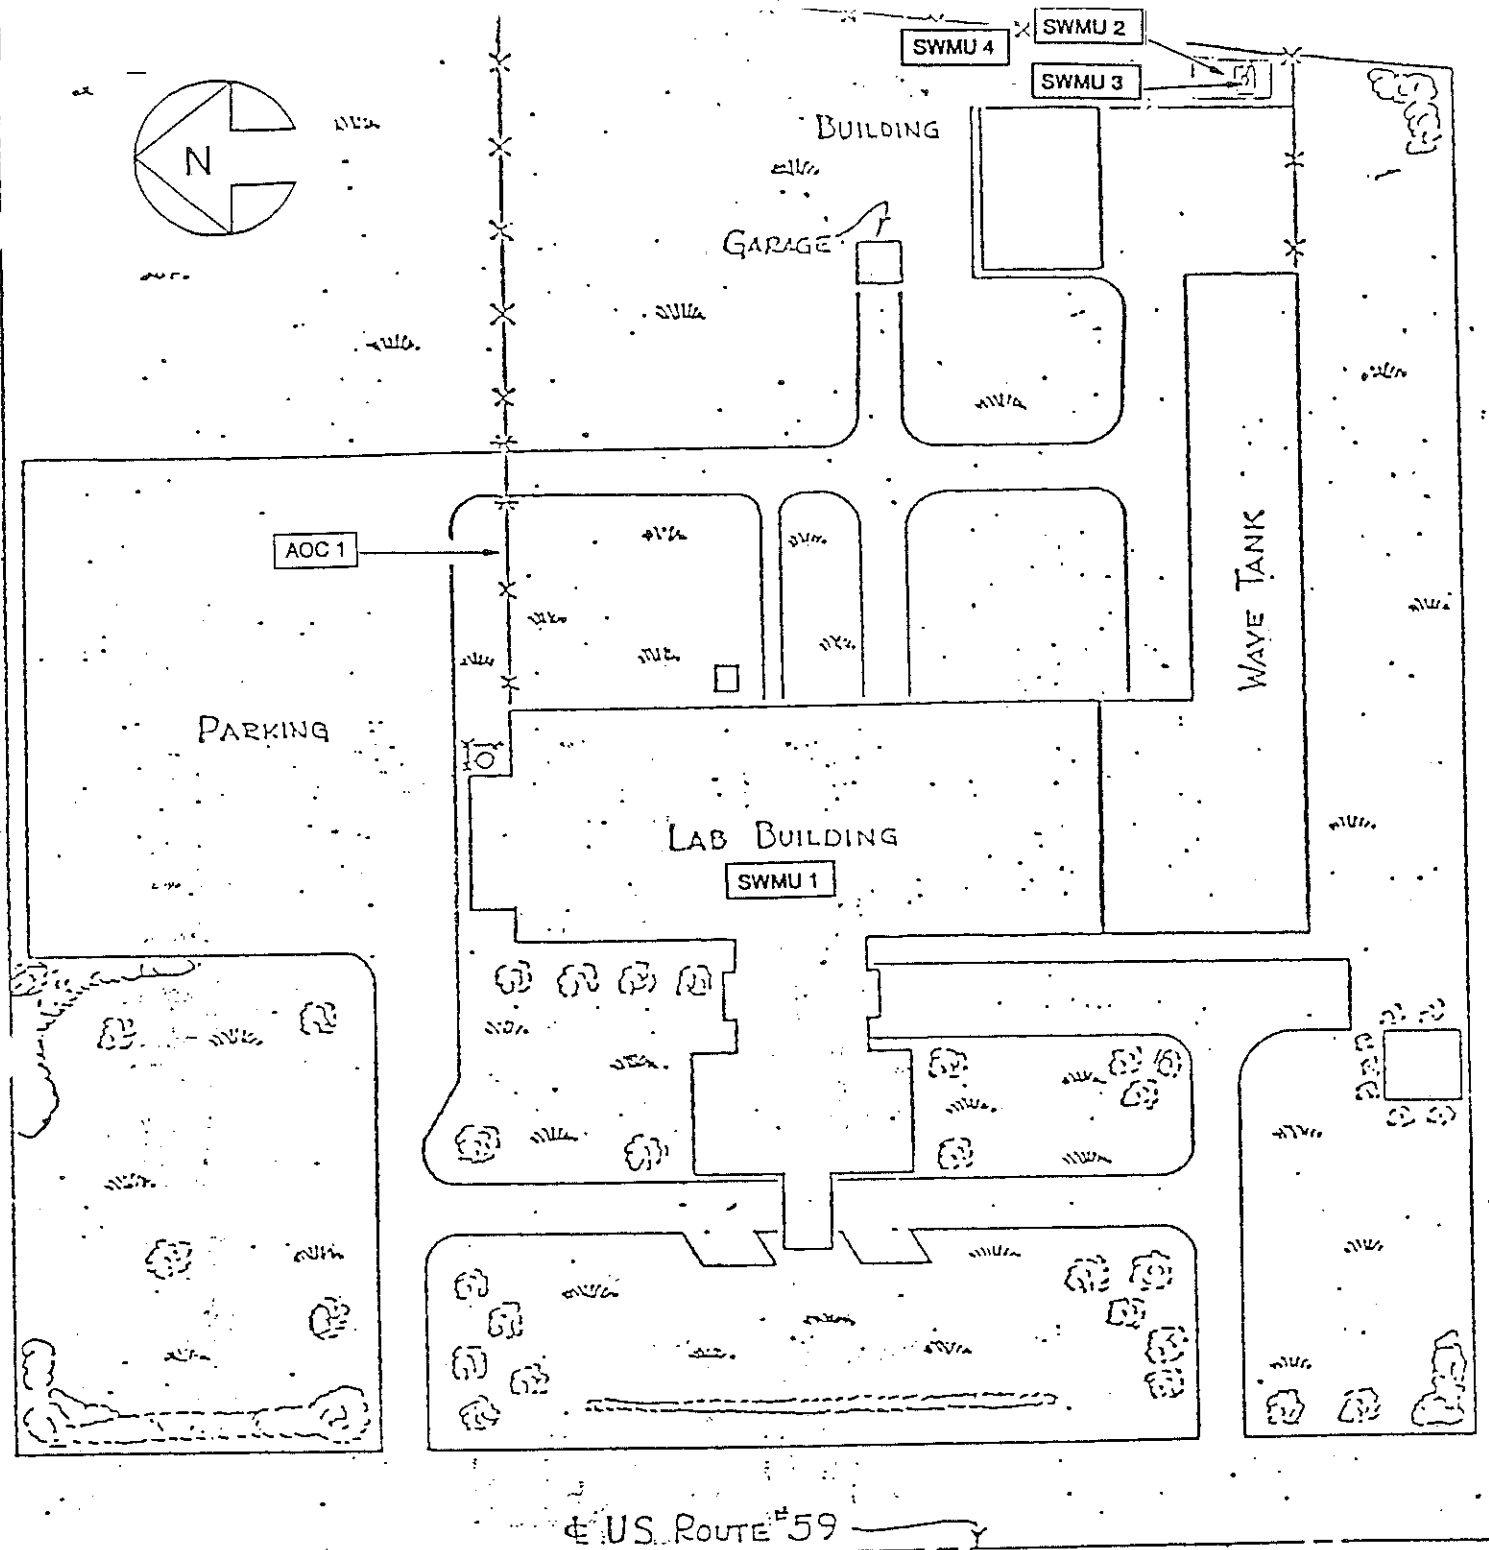 SWMU 2
SWMU 4
SWMU 3
BUILDING
N
GARAGE
AOC 1
WAVE TANK
PARKING
LAB BUILDING
SWMU 1
℄ US ROUTE #59